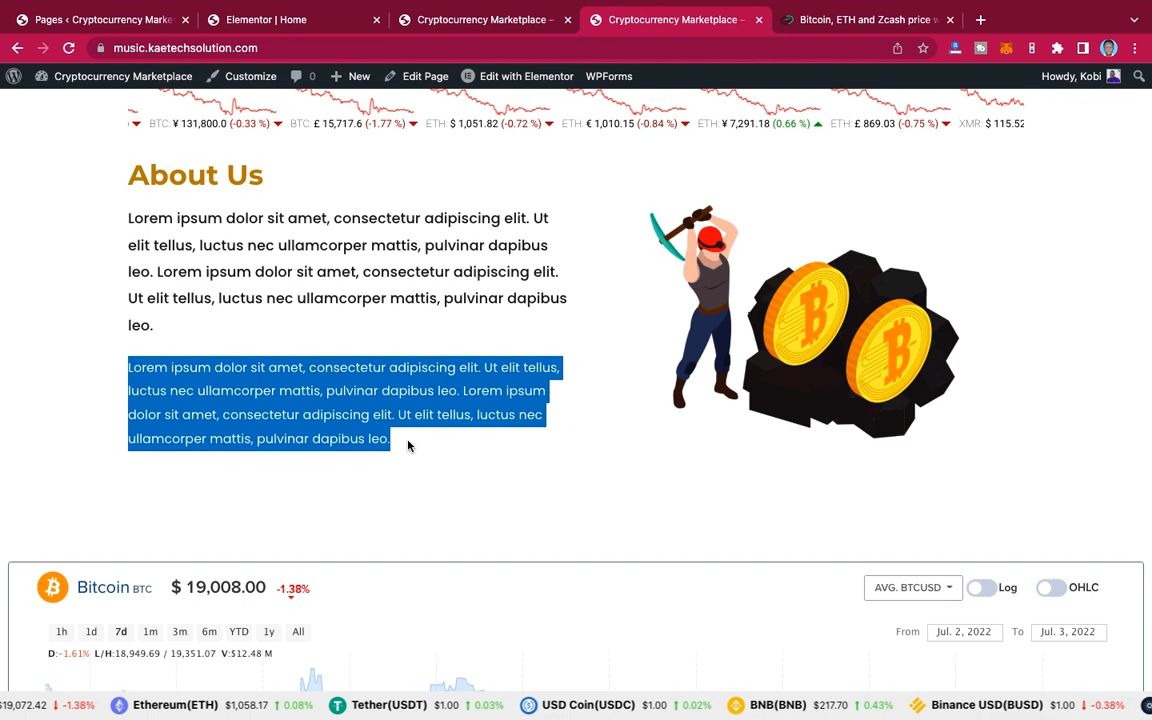 Pages ‹ Cryptocurrency Marke
Elementor | Home
Cryptocurrency Marketplace –
Cryptocurrency Marketplace –
Bitcoin, ETH and Zcash price w
music.kaetechsolution.com
Cryptocurrency Marketplace
Customize
0
New
Edit Page
Edit with Elementor
WPForms
Howdy, Kobi
BTC: ¥ 131,800.0 (-0.33 %)
BTC: £ 15,717.6 (-1.77 %)
ETH: $ 1,051.82 (-0.72 %)
ETH: € 1,010.15 (-0.84 %)
ETH: ¥ 7,291.18 (0.66 %)
ETH: £ 869.03 (-0.75 %)
XMR: $ 115.52
About Us
Lorem ipsum dolor sit amet, consectetur adipiscing elit. Ut
elit tellus, luctus nec ullamcorper mattis, pulvinar dapibus
leo. Lorem ipsum dolor sit amet, consectetur adipiscing elit.
Ut elit tellus, luctus nec ullamcorper mattis, pulvinar dapibus
leo.
Lorem ipsum dolor sit amet, consectetur adipiscing elit. Ut elit tellus,
luctus nec ullamcorper mattis, pulvinar dapibus leo. Lorem ipsum
dolor sit amet, consectetur adipiscing elit. Ut elit tellus, luctus nec
ullamcorper mattis, pulvinar dapibus leo.
Bitcoin BTC $ 19,008.00 -1.38%
AVG. BTCUSD
Log
OHLC
1h 1d 7d 1m 3m 6m YTD 1y All
From Jul. 2, 2022 To Jul. 3, 2022
D:-1.61% L/H:18,949.69 / 19,351.07 V:$12.48 M
19,072.42 ↓ -1.38%
Ethereum(ETH) $1,058.17 ↑ 0.08%
Tether(USDT) $1.00 ↑ 0.03%
USD Coin(USDC) $1.00 ↑ 0.02%
BNB(BNB) $217.70 ↑ 0.43%
Binance USD(BUSD) $1.00 ↓ -0.38%